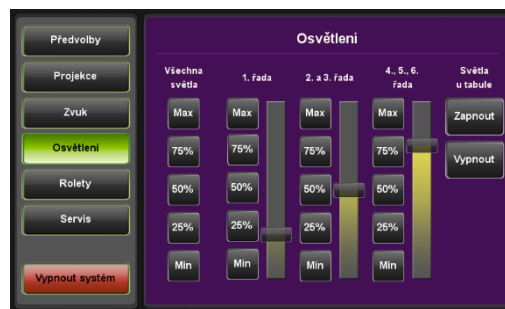 Předvolby
Projekce
Zvuk
Osvětlení
Rolety
Servis
Vypnout systém
Osvětlení
Všechna
světla
1. řada
2. a 3. řada
4., 5., 6.
řada
Světla
u tabule
Max Max Max Max Zapnout
75% 75% 75% 75% Vypnout
50% 50% 50% 50%
25% 25% 25% 25%
Min Min Min Min